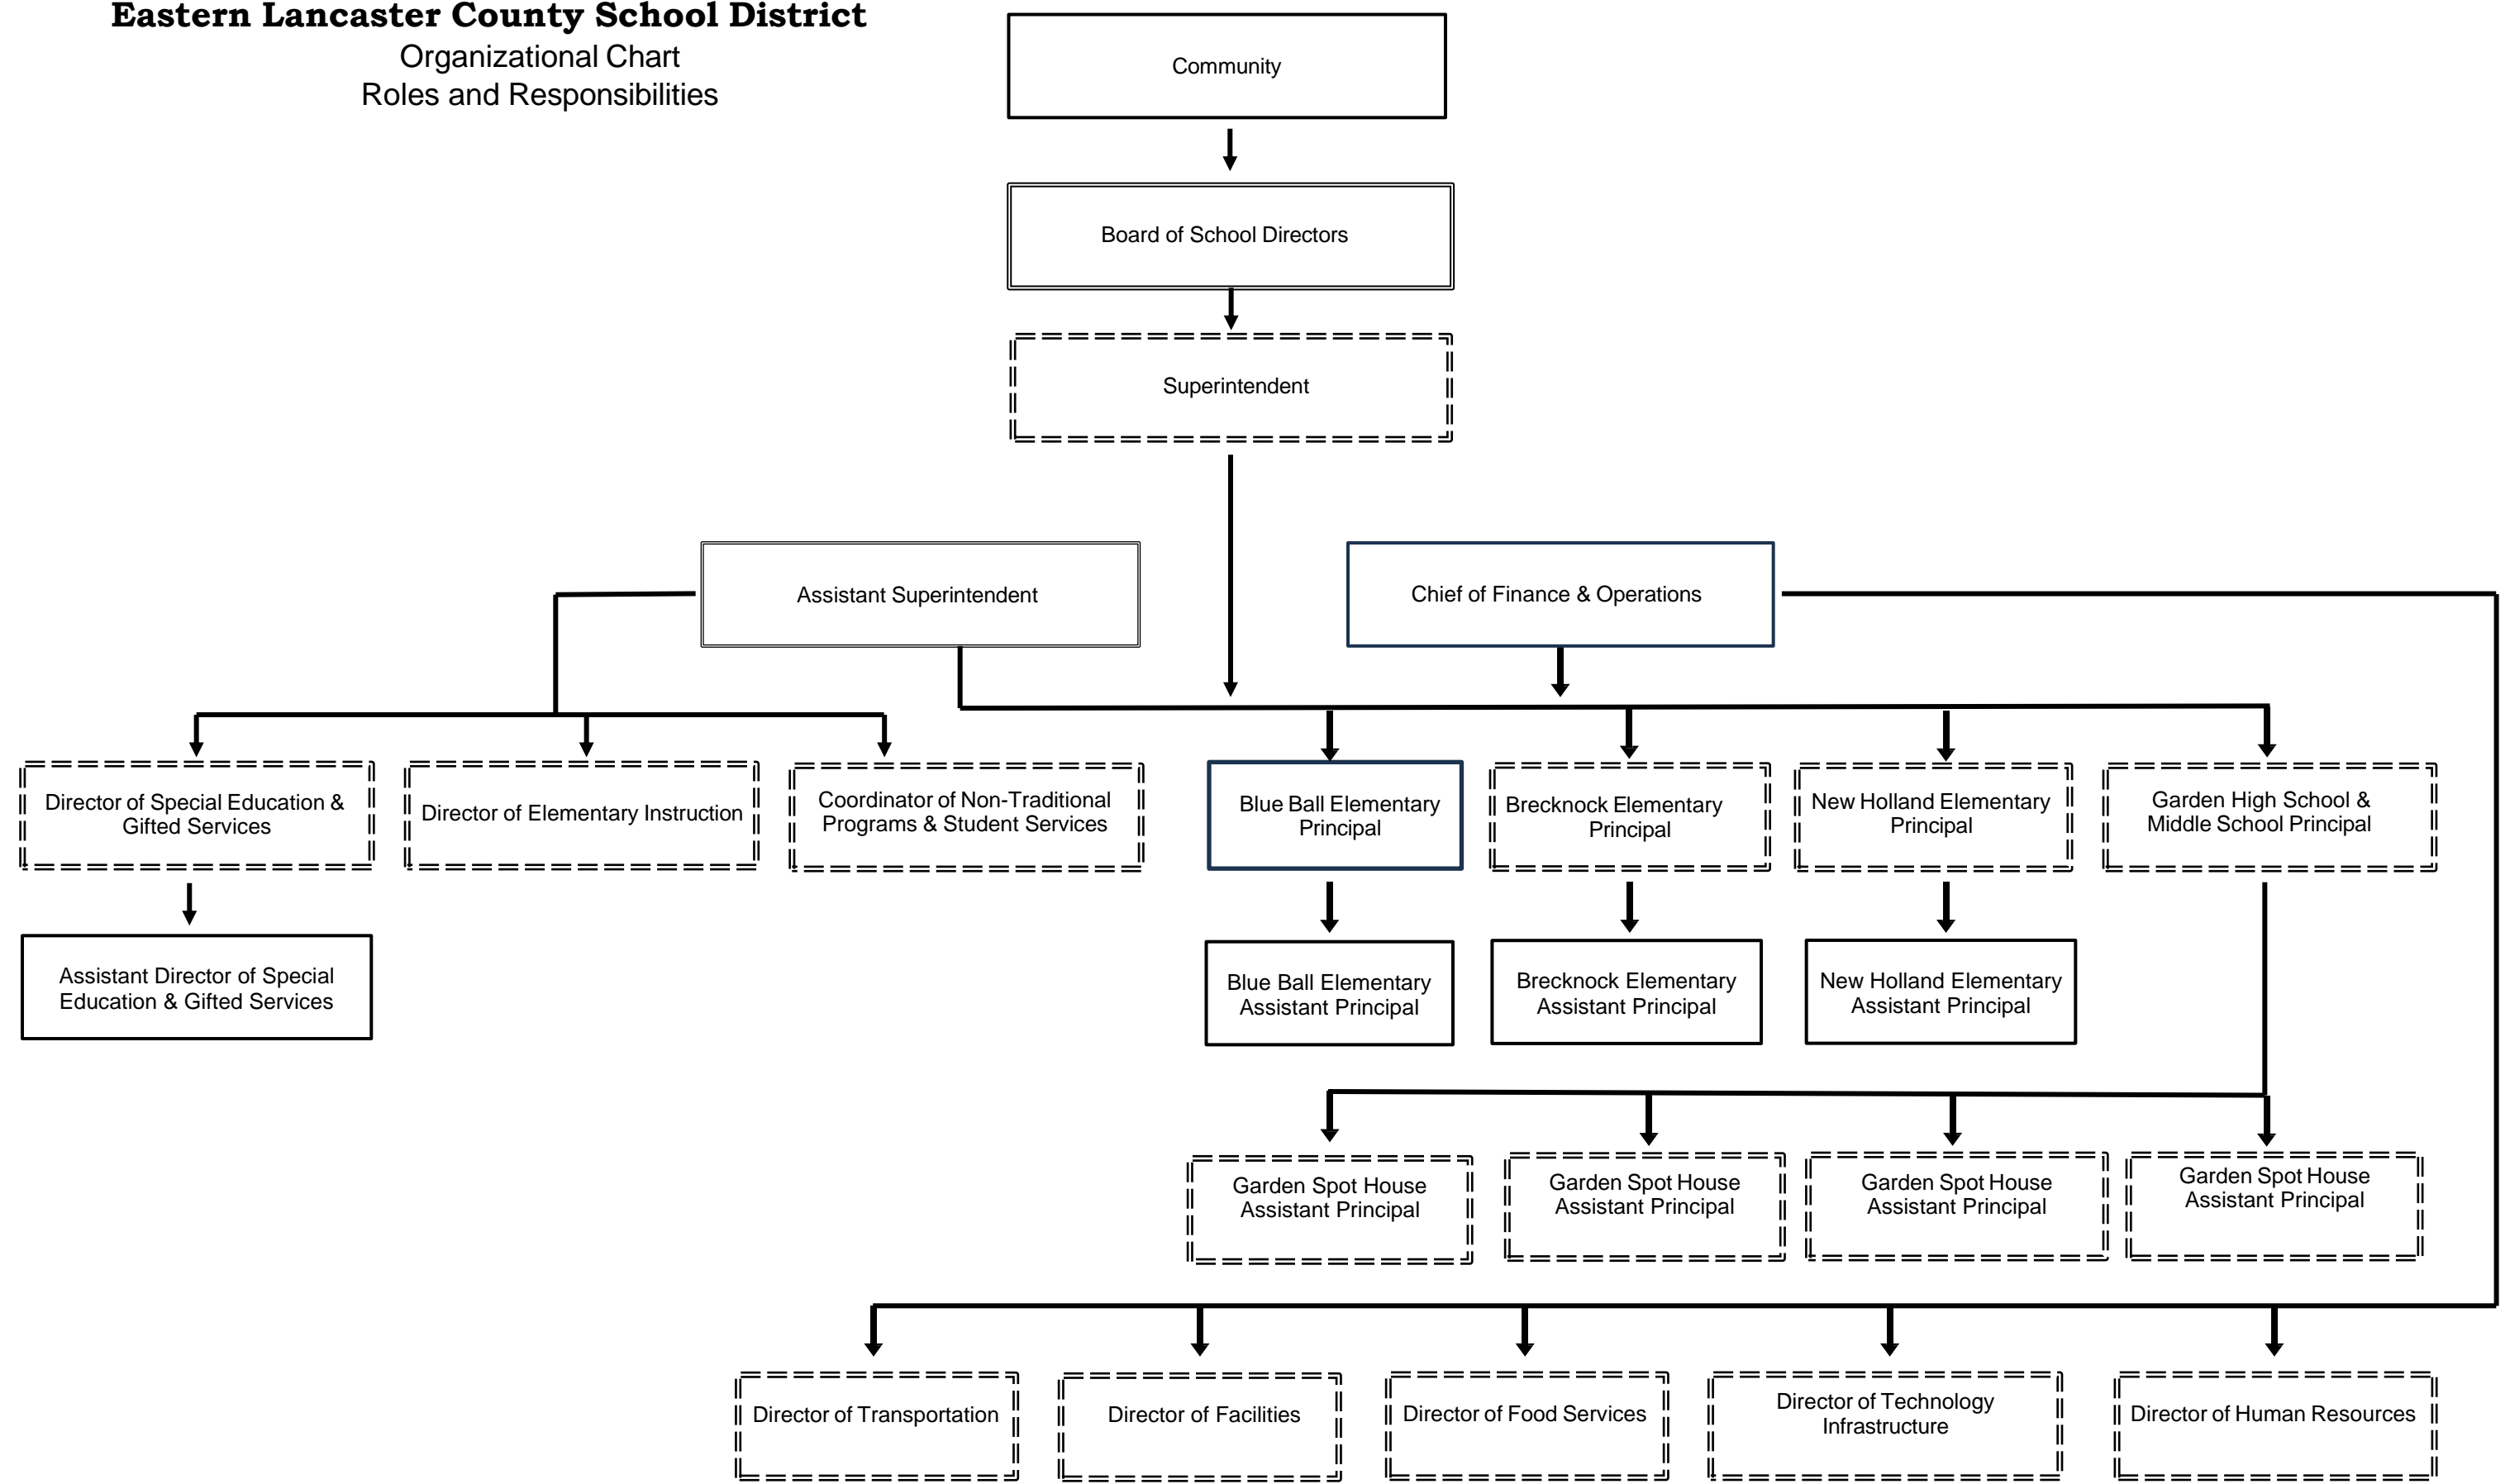 Eastern Lancaster County School District
Organizational Chart
Roles and Responsibilities
Community
Board of School Directors
Superintendent
Assistant Superintendent
Chief of Finance & Operations
Director of Special Education &
Gifted Services
Director of Elementary Instruction
Coordinator of Non-Traditional
Programs & Student Services
Blue Ball Elementary
Principal
Brecknock Elementary
Principal
New Holland Elementary
Principal
Garden High School &
Middle School Principal
Assistant Director of Special
Education & Gifted Services
Blue Ball Elementary
Assistant Principal
Brecknock Elementary
Assistant Principal
New Holland Elementary
Assistant Principal
Garden Spot House
Assistant Principal
Garden Spot House
Assistant Principal
Garden Spot House
Assistant Principal
Garden Spot House
Assistant Principal
Director of Transportation
Director of Facilities
Director of Food Services
Director of Technology
Infrastructure
Director of Human Resources